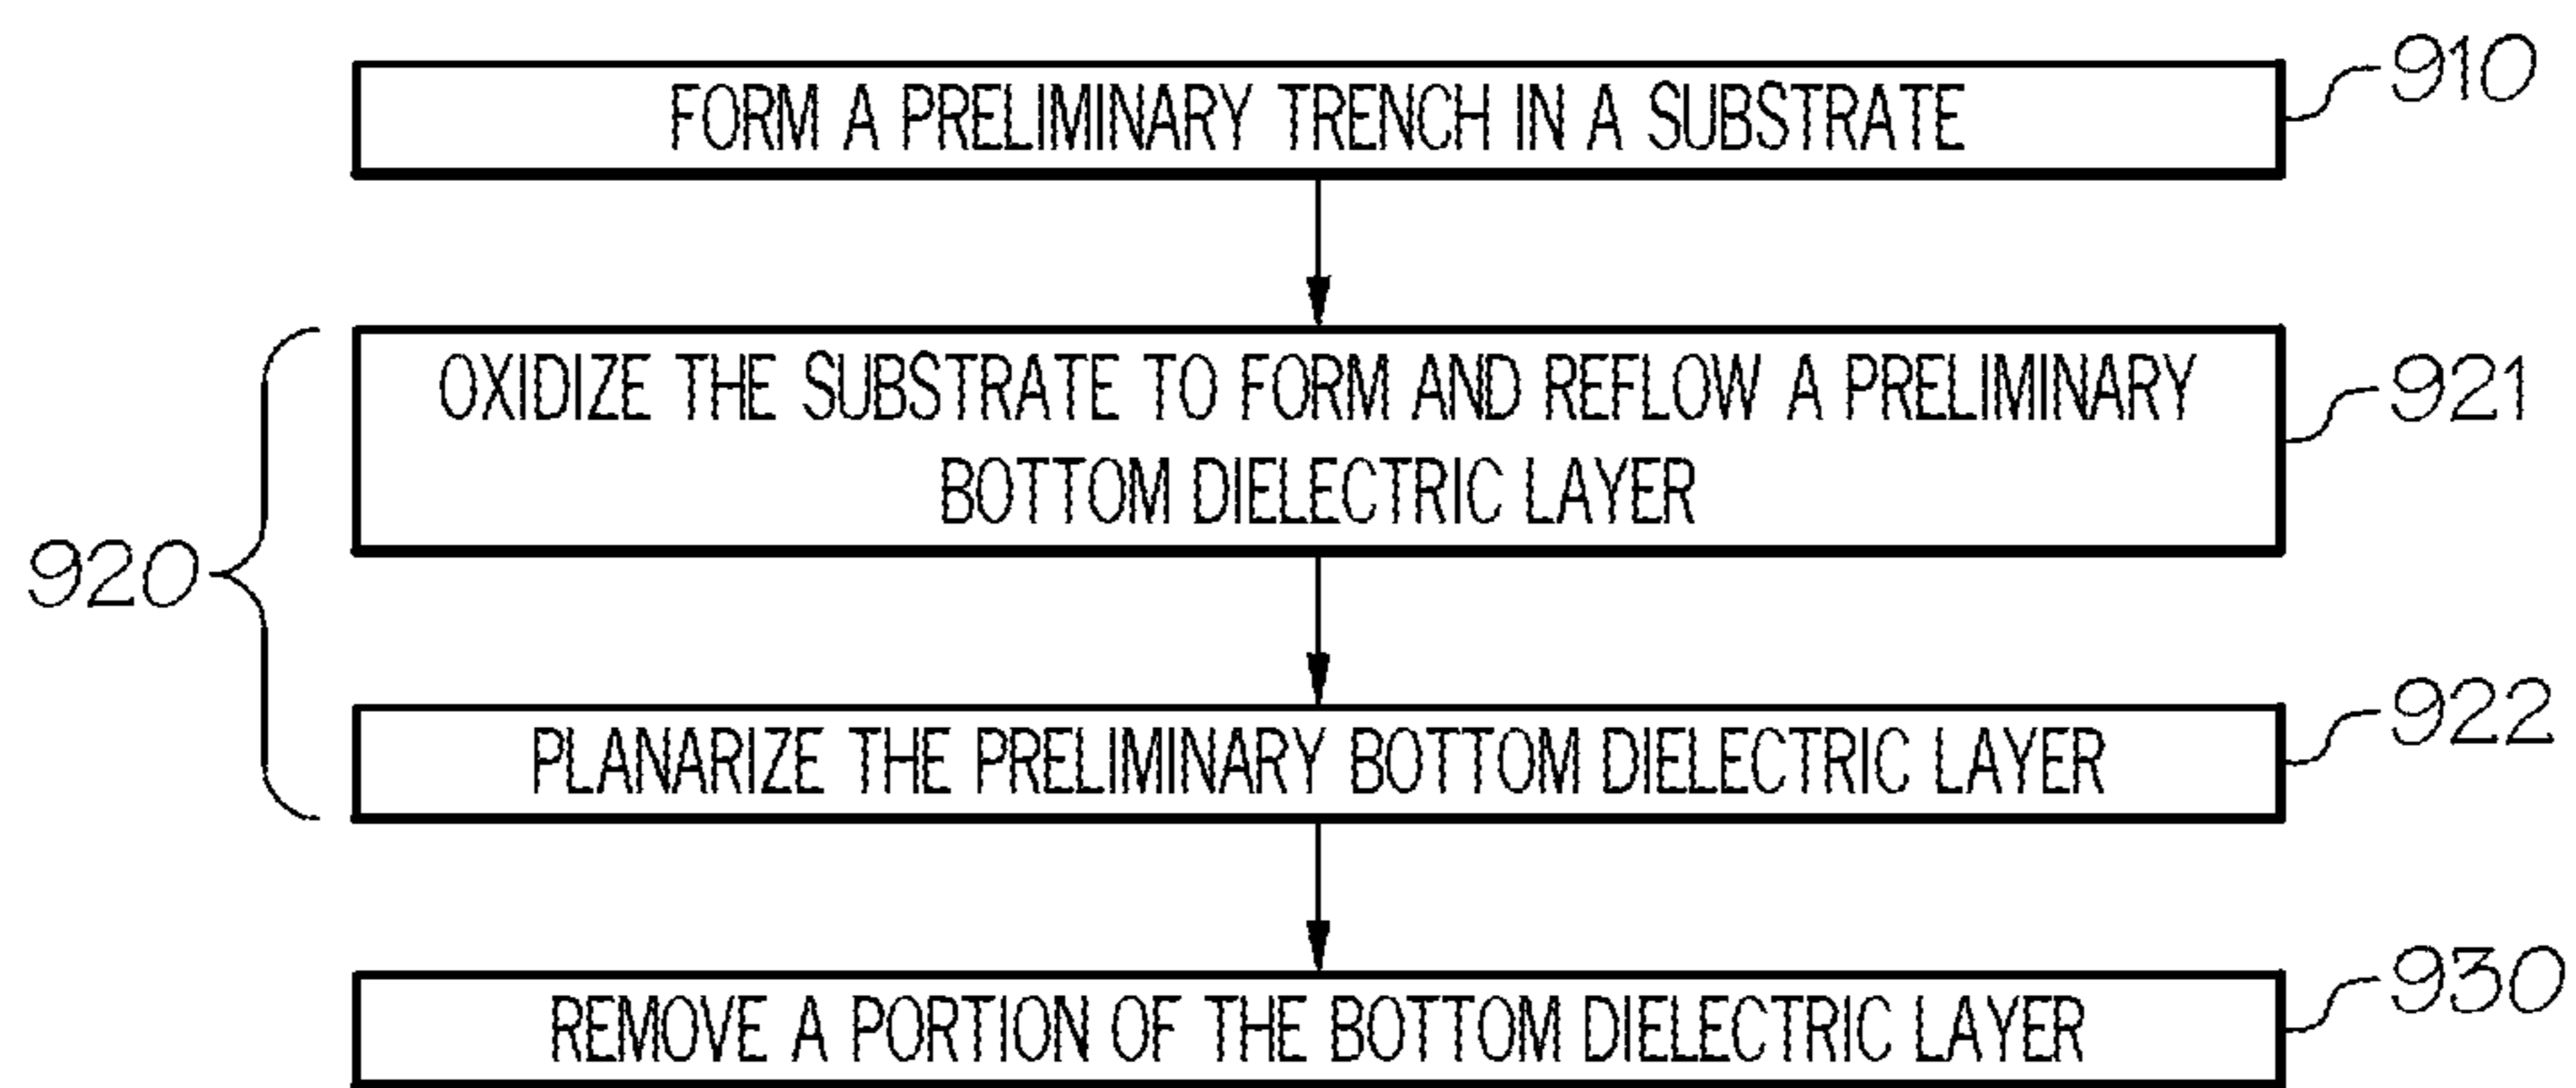 FORM A PRELIMINARY TRENCH IN A SUBSTRATE
910
OXIDIZE THE SUBSTRATE TO FORM AND REFLOW A PRELIMINARY
BOTTOM DIELECTRIC LAYER
921
920
PLANARIZE THE PRELIMINARY BOTTOM DIELECTRIC LAYER
922
REMOVE A PORTION OF THE BOTTOM DIELECTRIC LAYER
930